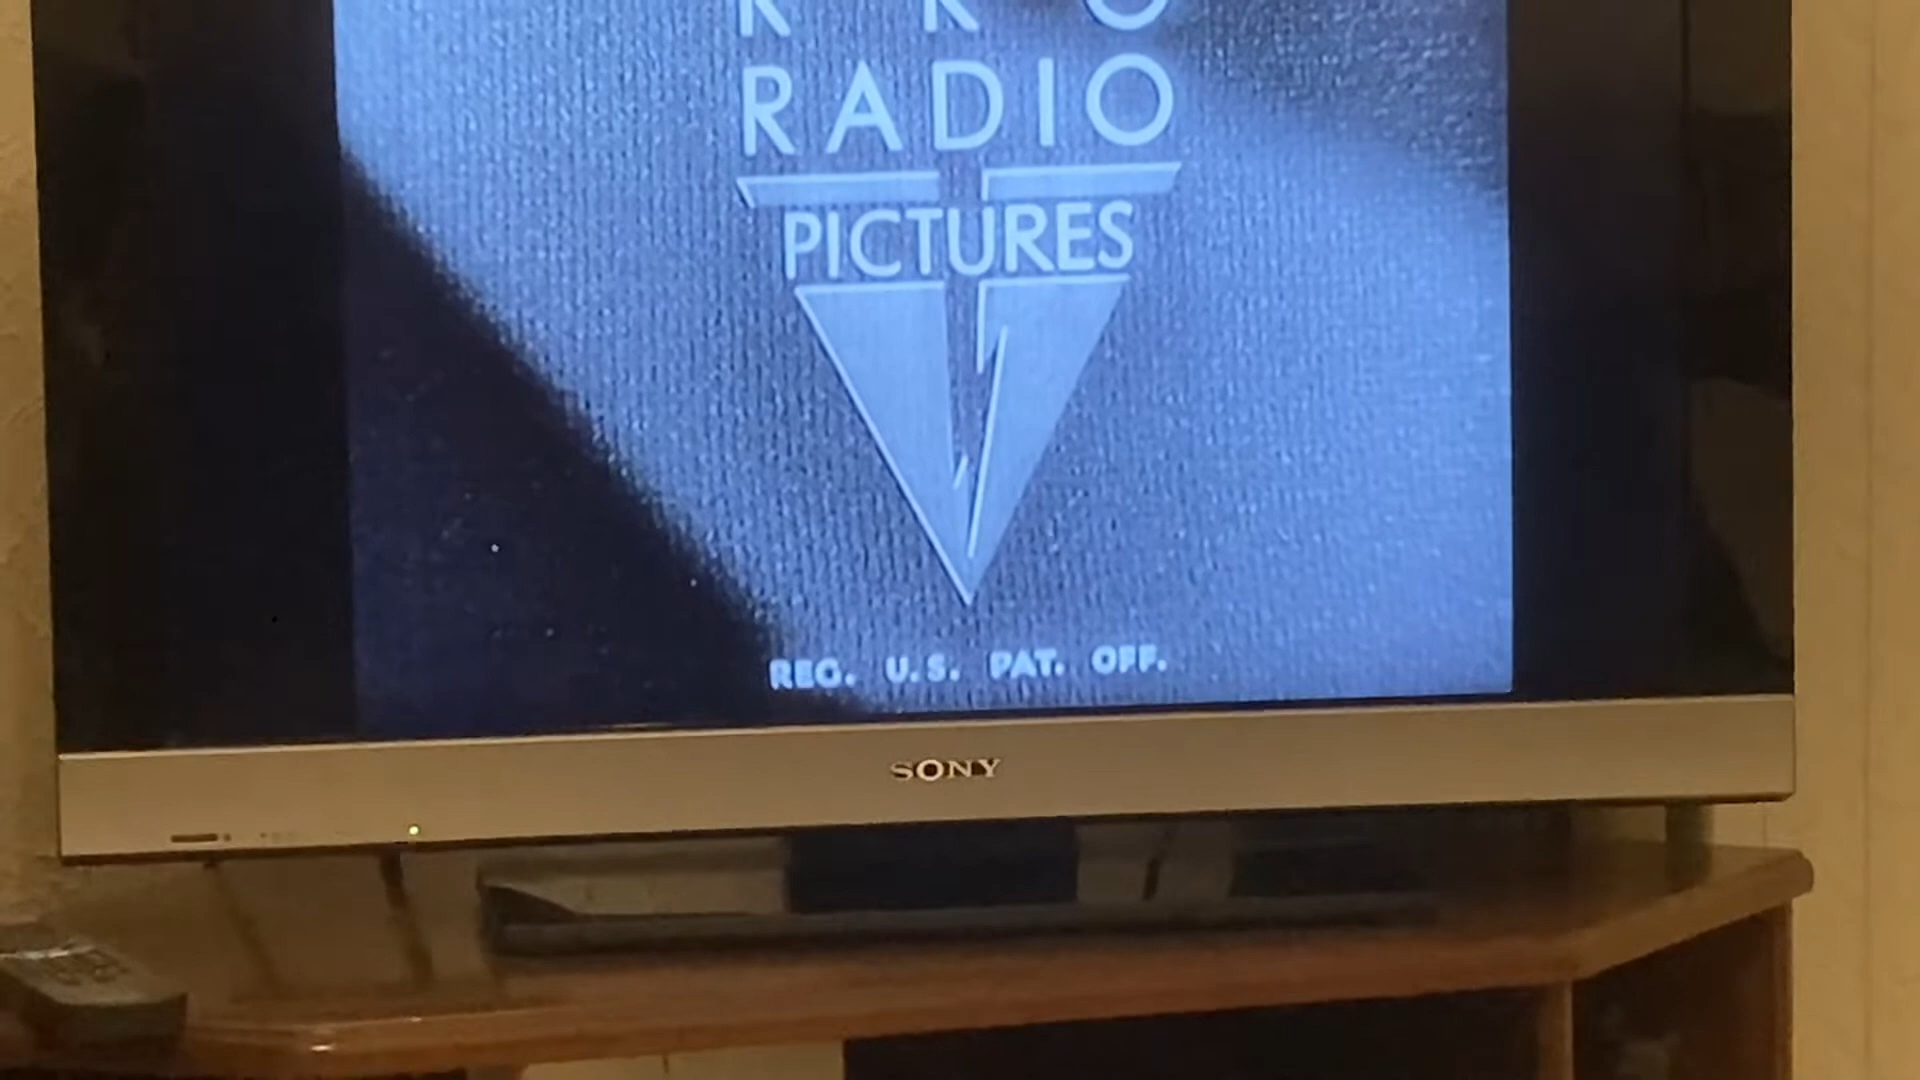 R K O
RADIO
PICTURES
REG. U.S. PAT. OFF.
SONY